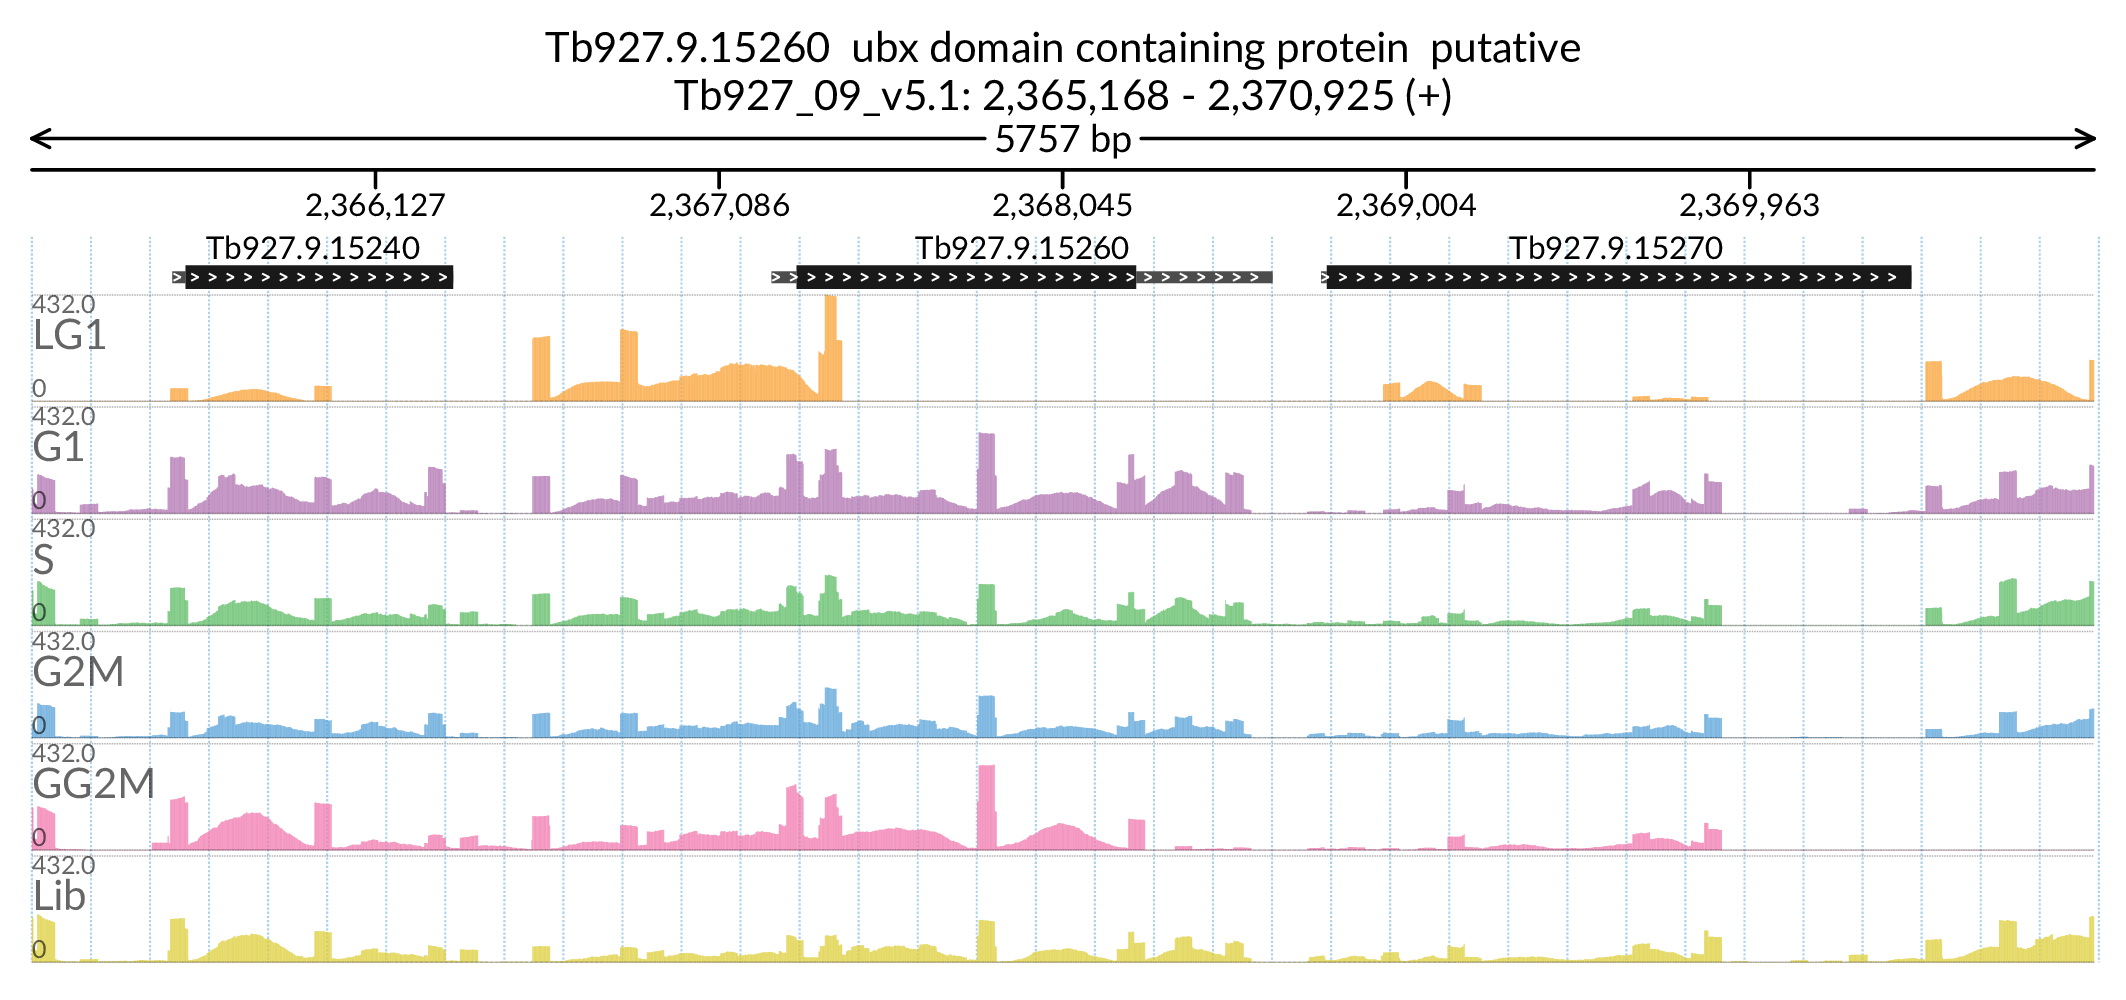 Tb927.9.15260  ubx domain containing protein  putative
Tb927_09_v5.1: 2,365,168 - 2,370,925 (+)
5757 bp
2,366,127 2,367,086 2,368,045 2,369,004 2,369,963
Tb927.9.15240 Tb927.9.15260 Tb927.9.15270
432.0
LG1
0
432.0
G1
0
432.0
S
0
432.0
G2M
0
432.0
GG2M
0
432.0
Lib
0